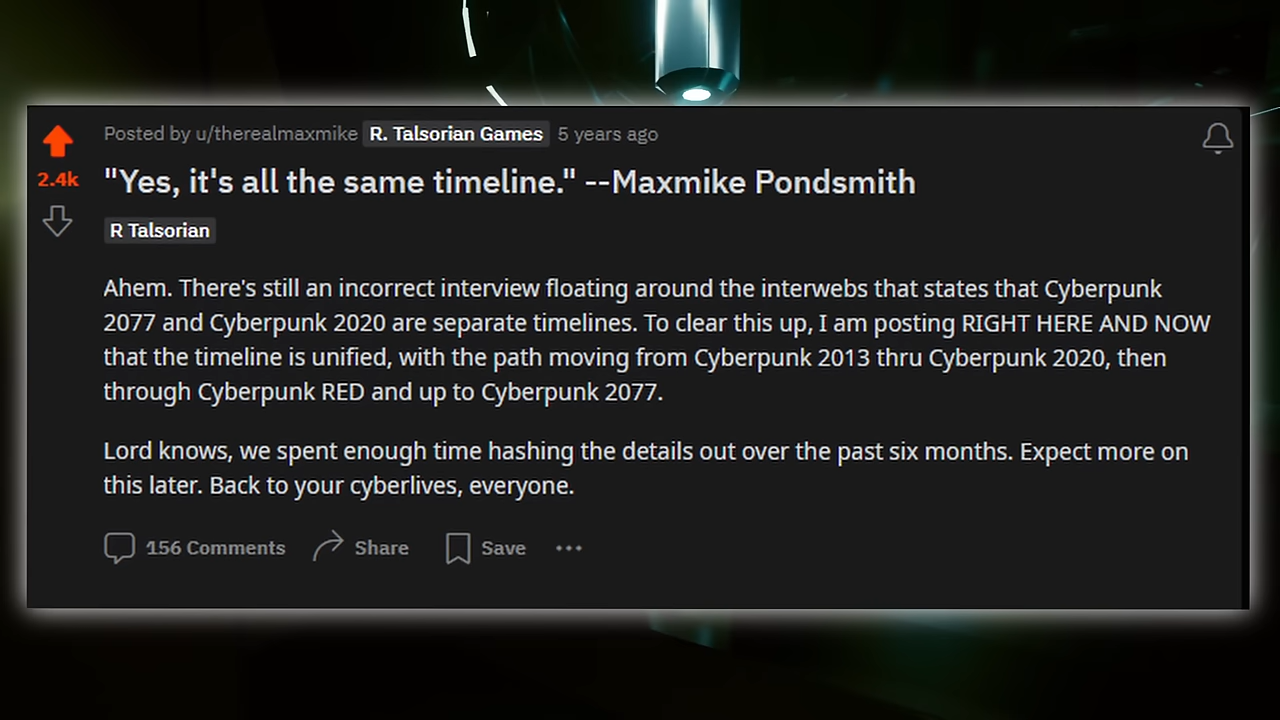 Posted by u/therealmaxmike R. Talsorian Games 5 years ago
2.4k
"Yes, it's all the same timeline." --Maxmike Pondsmith
R Talsorian
Ahem. There's still an incorrect interview floating around the interwebs that states that Cyberpunk
2077 and Cyberpunk 2020 are separate timelines. To clear this up, I am posting RIGHT HERE AND NOW
that the timeline is unified, with the path moving from Cyberpunk 2013 thru Cyberpunk 2020, then
through Cyberpunk RED and up to Cyberpunk 2077.
Lord knows, we spent enough time hashing the details out over the past six months. Expect more on
this later. Back to your cyberlives, everyone.
156 Comments Share Save •••